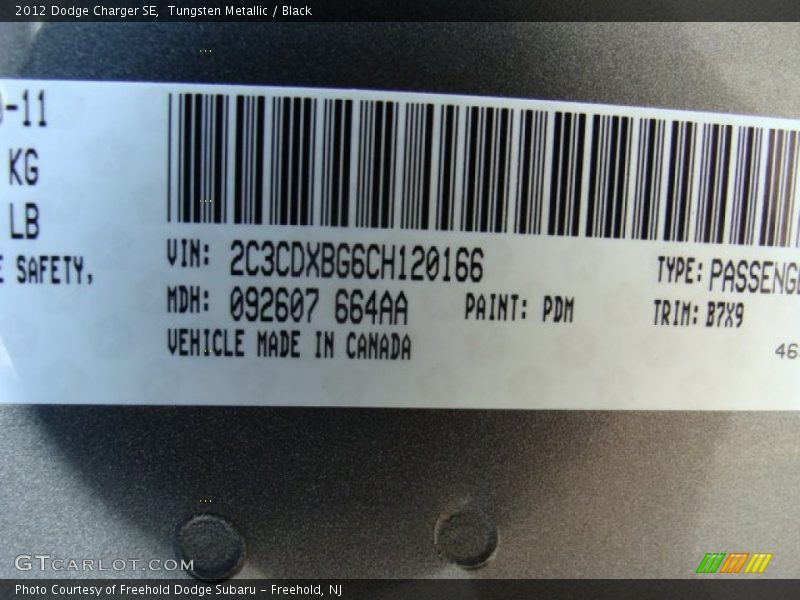 2012 Dodge Charger SE, Tungsten Metallic / Black
-11
KG
LB
SAFETY,
VIN: 2C3CDXBG6CH120166
TYPE: PASSENGE
MDH: 092607 664AA
PAINT: PDM
TRIM: B7X9
VEHICLE MADE IN CANADA
46
GTCARLOT.COM
Photo Courtesy of Freehold Dodge Subaru - Freehold, NJ